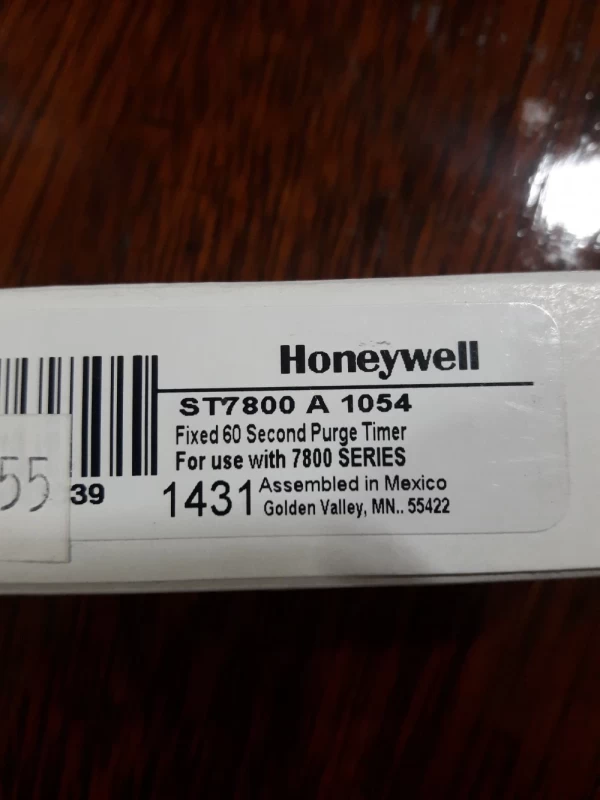 Honeywell
ST7800 A 1054
Fixed 60 Second Purge Timer
For use with 7800 SERIES
1431 Assembled in Mexico
Golden Valley, MN.. 55422
55
39